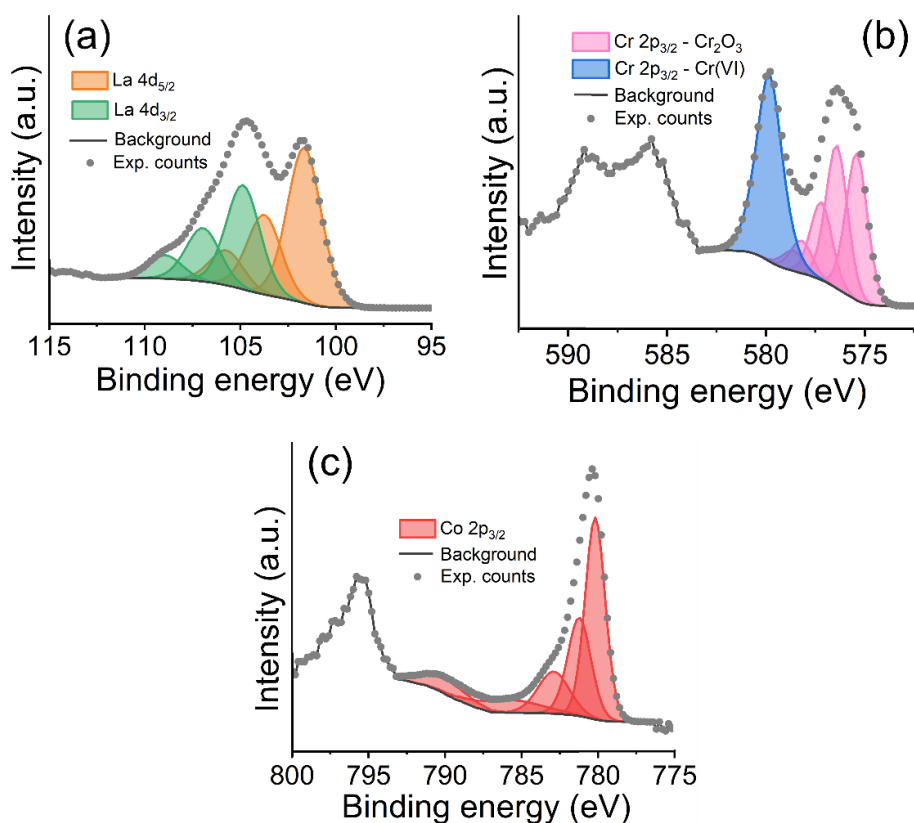 (a)
La 4d5/2
La 4d3/2
Background
Exp. counts
Intensity (a.u.)
115 110 105 100 95
Binding energy (eV)
(b)
Cr 2p3/2 - Cr2O3
Cr 2p3/2 - Cr(VI)
Background
Exp. counts
Intensity (a.u.)
590 585 580 575
Binding energy (eV)
(c)
Co 2p3/2
Background
Exp. counts
Intensity (a.u.)
800 795 790 785 780 775
Binding energy (eV)